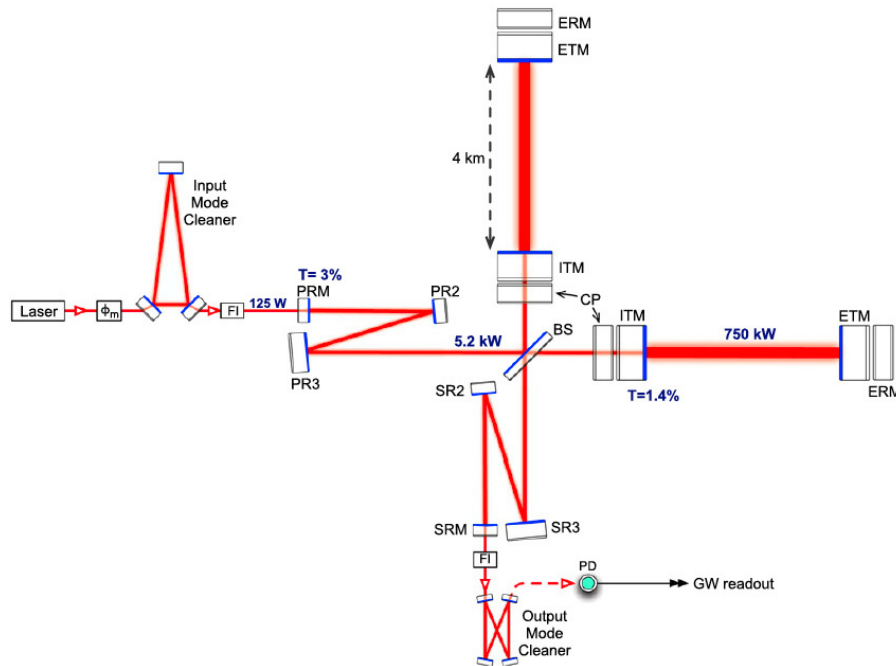 ERM
ETM
4 km
Input
Mode
Cleaner
ITM
T= 3%
PRM
PR2
CP
Laser
Φm
FI
125 W
BS
ITM
ETM
750 kW
5.2 kW
PR3
SR2
T=1.4%
ERM
SRM
SR3
FI
PD
GW readout
Output
Mode
Cleaner